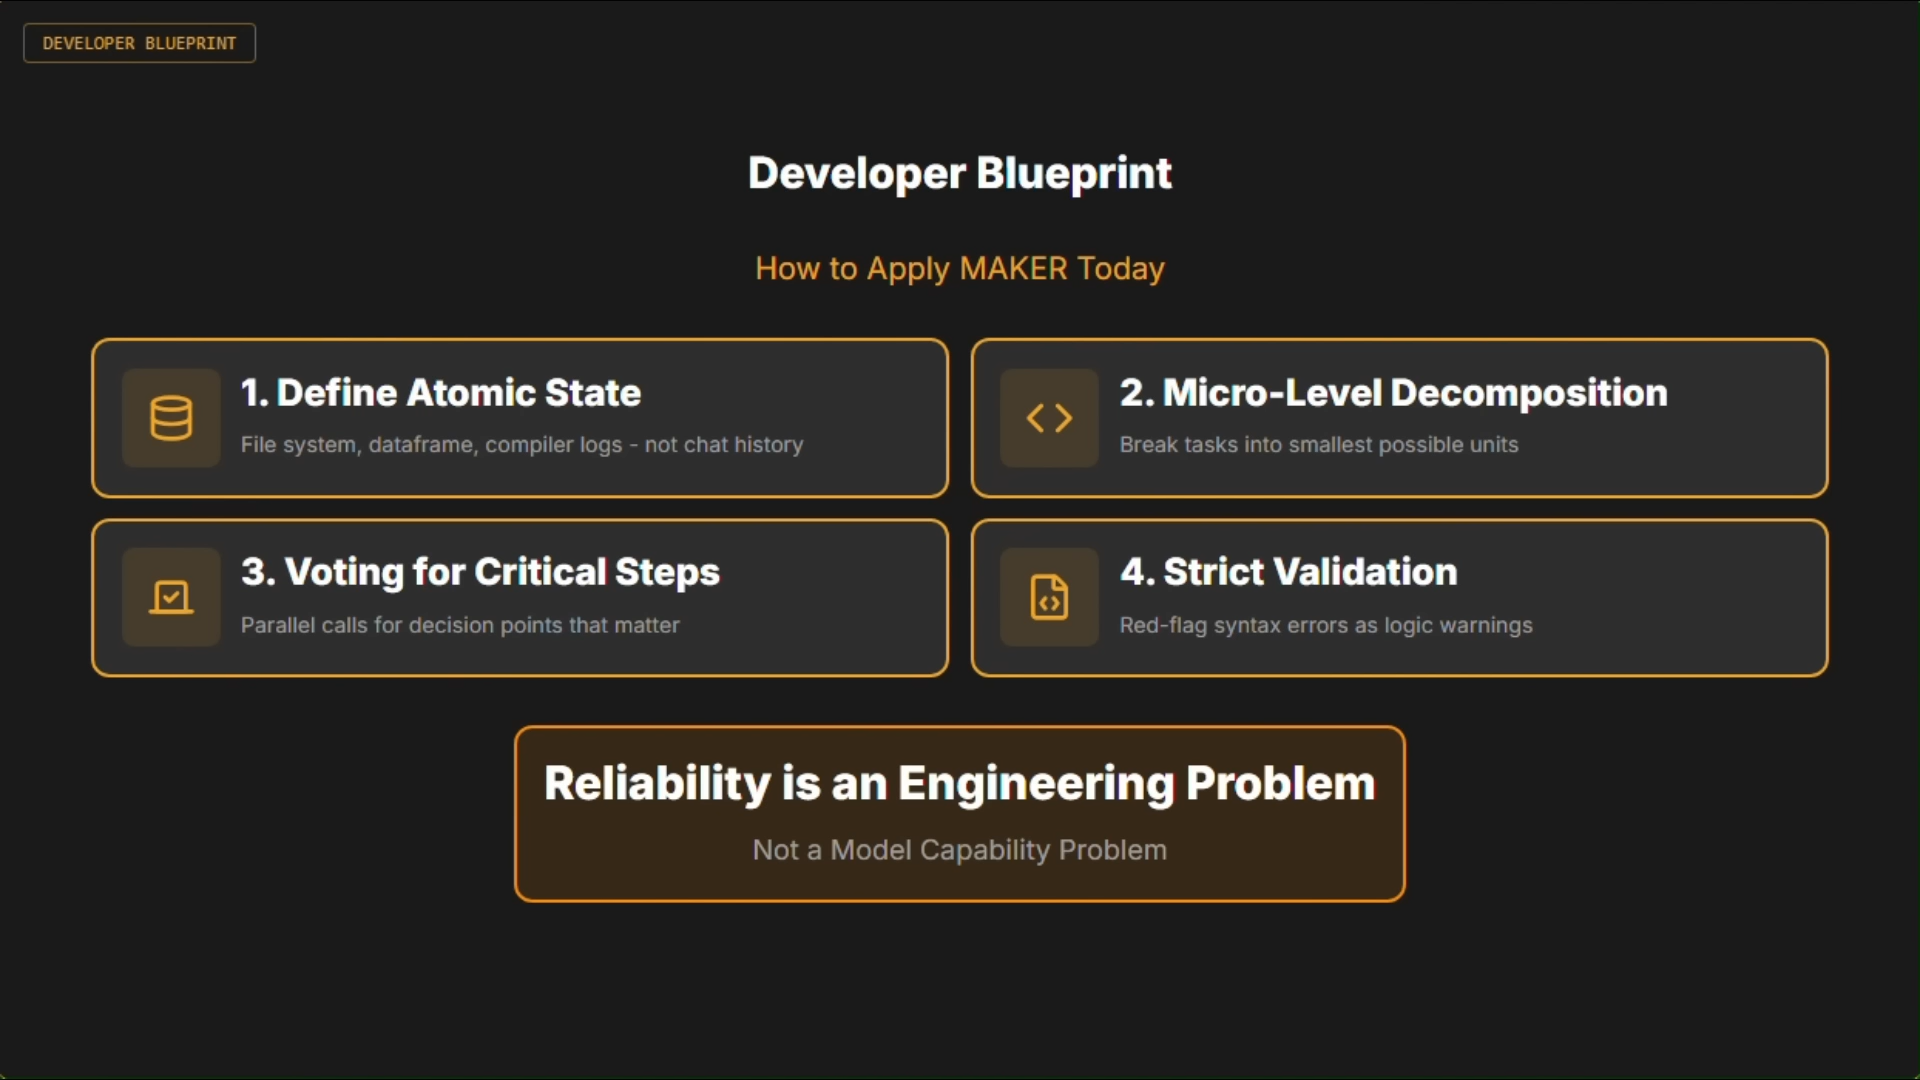 DEVELOPER BLUEPRINT
Developer Blueprint
How to Apply MAKER Today
1. Define Atomic State
File system, dataframe, compiler logs - not chat history
2. Micro-Level Decomposition
Break tasks into smallest possible units
3. Voting for Critical Steps
Parallel calls for decision points that matter
4. Strict Validation
Red-flag syntax errors as logic warnings
Reliability is an Engineering Problem
Not a Model Capability Problem